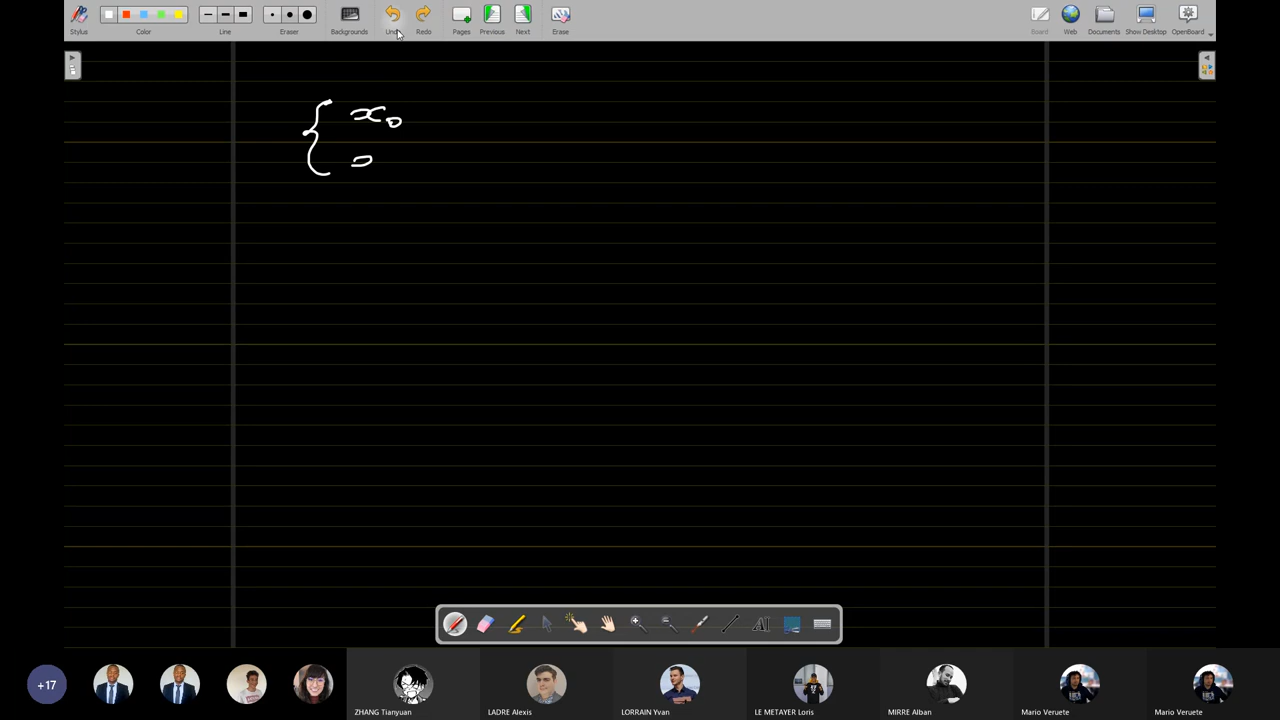 Stylus Color Line Eraser Backgrounds Undo Redo Pages Previous Next Erase Board Web Documents Show Desktop OpenBoard
{ x₀
AI
+17 ZHANG Tianyuan LADRE Alexis LORRAIN Yvan LE METAYER Loris MIRRE Alban Mario Veruete Mario Veruete